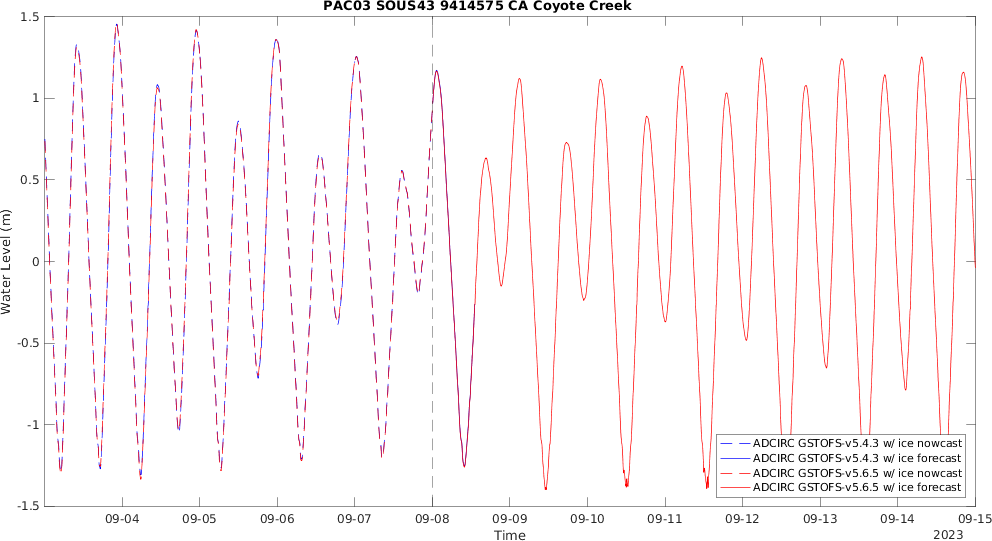 PAC03 SOUS43 9414575 CA Coyote Creek
1.5
1
0.5
0
-0.5
-1
-1.5
Water Level (m)
ADCIRC GSTOFS-v5.4.3 w/ ice nowcast
ADCIRC GSTOFS-v5.4.3 w/ ice forecast
ADCIRC GSTOFS-v5.6.5 w/ ice nowcast
ADCIRC GSTOFS-v5.6.5 w/ ice forecast
09-04 09-05 09-06 09-07 09-08 09-09 09-10 09-11 09-12 09-13 09-14 09-15
Time
2023